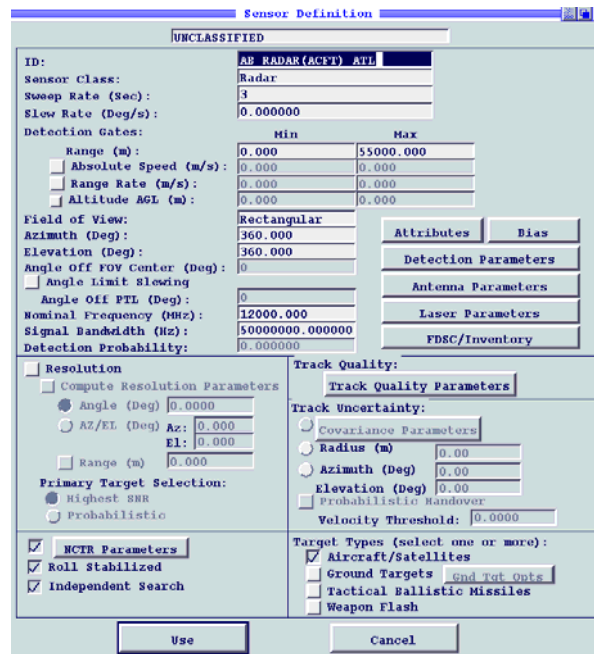 Sensor Definition
UNCLASSIFIED
ID: AB RADAR(ACFT) ATL
Sensor Class: Radar
Sweep Rate (Sec): 3
Slew Rate (Deg/s): 0.000000
Detection Gates: Min Max
Range (m): 0.000 55000.000
Absolute Speed (m/s): 0.000 0.000
Range Rate (m/s): 0.000 0.000
Altitude AGL (m): 0.000 0.000
Field of View: Rectangular
Azimuth (Deg): 360.000
Elevation (Deg): 360.000
Angle Off FOV Center (Deg): 0
Angle Limit Slewing
Angle Off PTL (Deg): 0
Nominal Frequency (MHz): 12000.000
Signal Bandwidth (Hz): 50000000.000000
Detection Probability: 0.000000
Attributes Bias
Detection Parameters
Antenna Parameters
Laser Parameters
FDSC/Inventory
Resolution
Compute Resolution Parameters
Angle (Deg) 0.0000
AZ/EL (Deg) Az: 0.000
El: 0.000
Range (m) 0.000
Primary Target Selection:
Highest SNR
Probabilistic
Track Quality:
Track Quality Parameters
Track Uncertainty:
Covariance Parameters
Radius (m) 0.00
Azimuth (Deg) 0.00
Elevation (Deg) 0.00
Probabilistic Handover
Velocity Threshold: 0.0000
NCTR Parameters
Roll Stabilized
Independent Search
Target Types (select one or more):
Aircraft/Satellites
Ground Targets Gnd Tgt Opts
Tactical Ballistic Missiles
Weapon Flash
Use Cancel